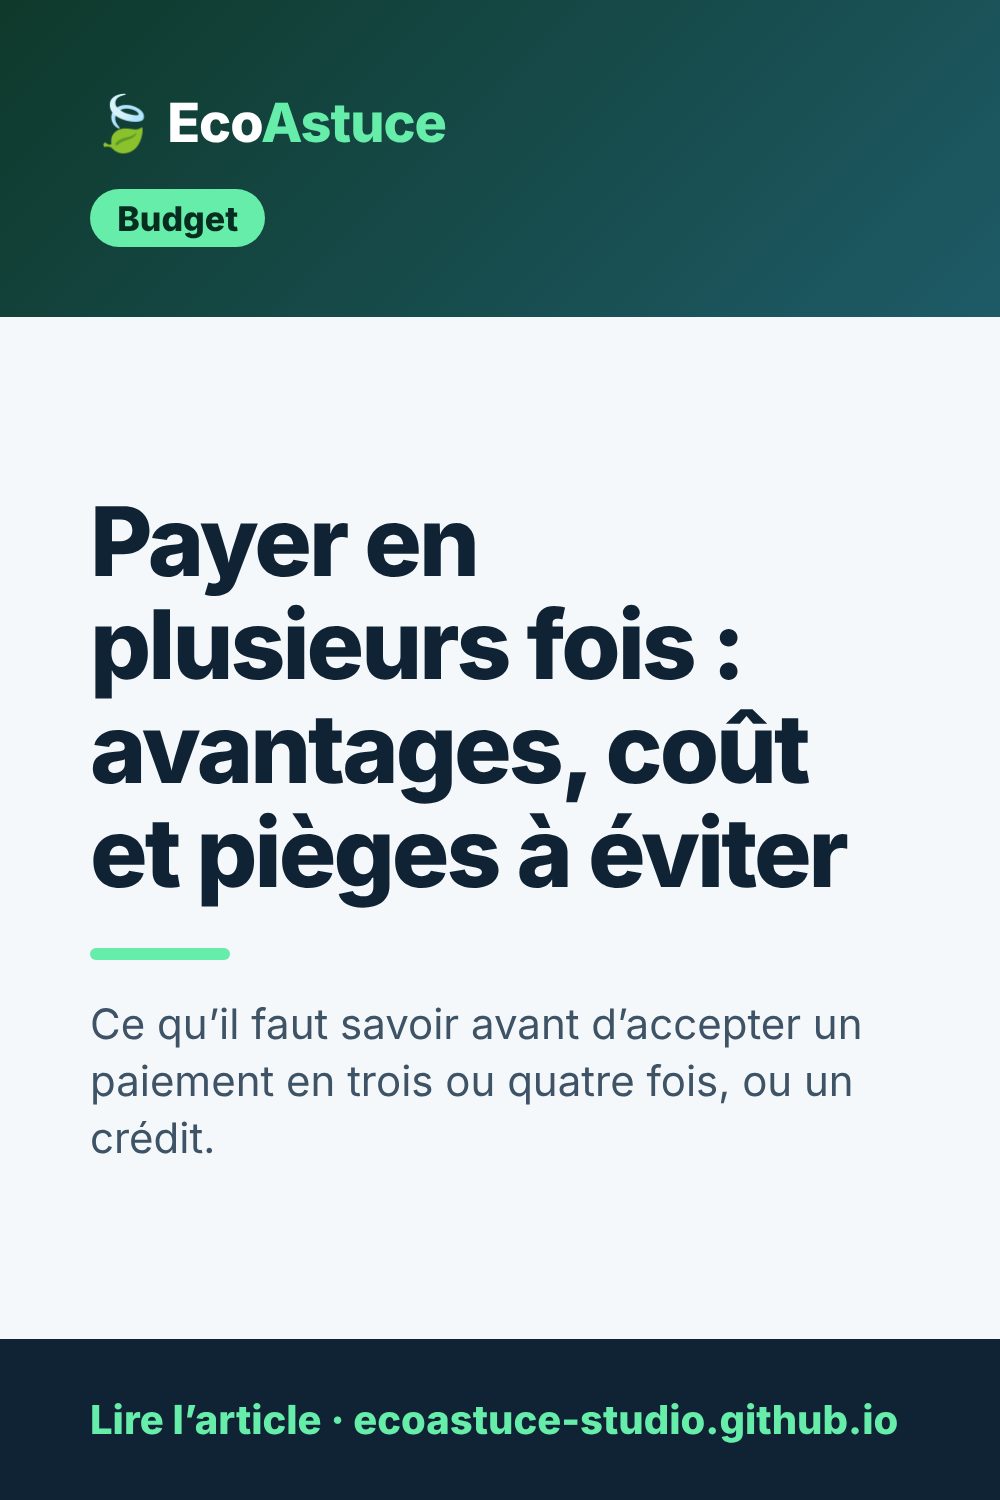 EcoAstuce
Budget
Payer en
plusieurs fois :
avantages, coût
et pièges à éviter
Ce qu’il faut savoir avant d’accepter un
paiement en trois ou quatre fois, ou un
crédit.
Lire l’article · ecoastuce-studio.github.io